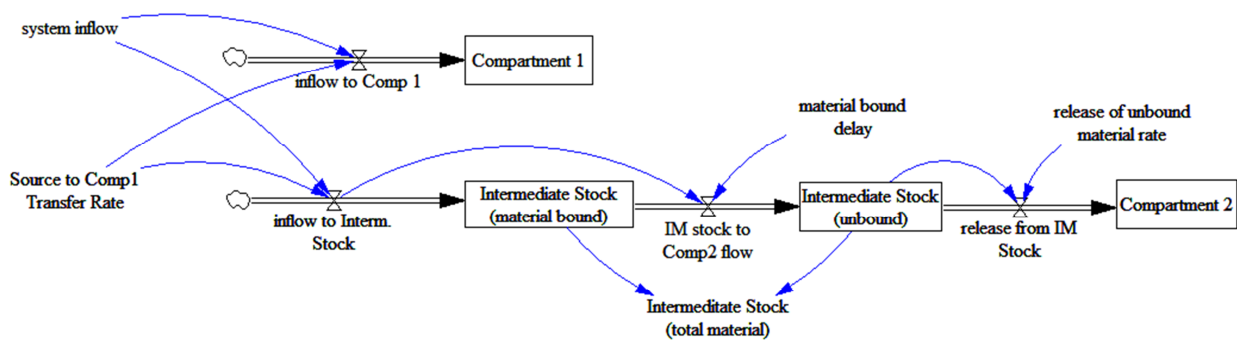 system inflow
Compartment 1
inflow to Comp 1
material bound
delay
release of unbound
material rate
Source to Comp1
Transfer Rate
Intermediate Stock
(material bound)
Intermediate Stock
(unbound)
Compartment 2
inflow to Interm.
Stock
IM stock to
Comp2 flow
release from IM
Stock
Intermeditate Stock
(total material)